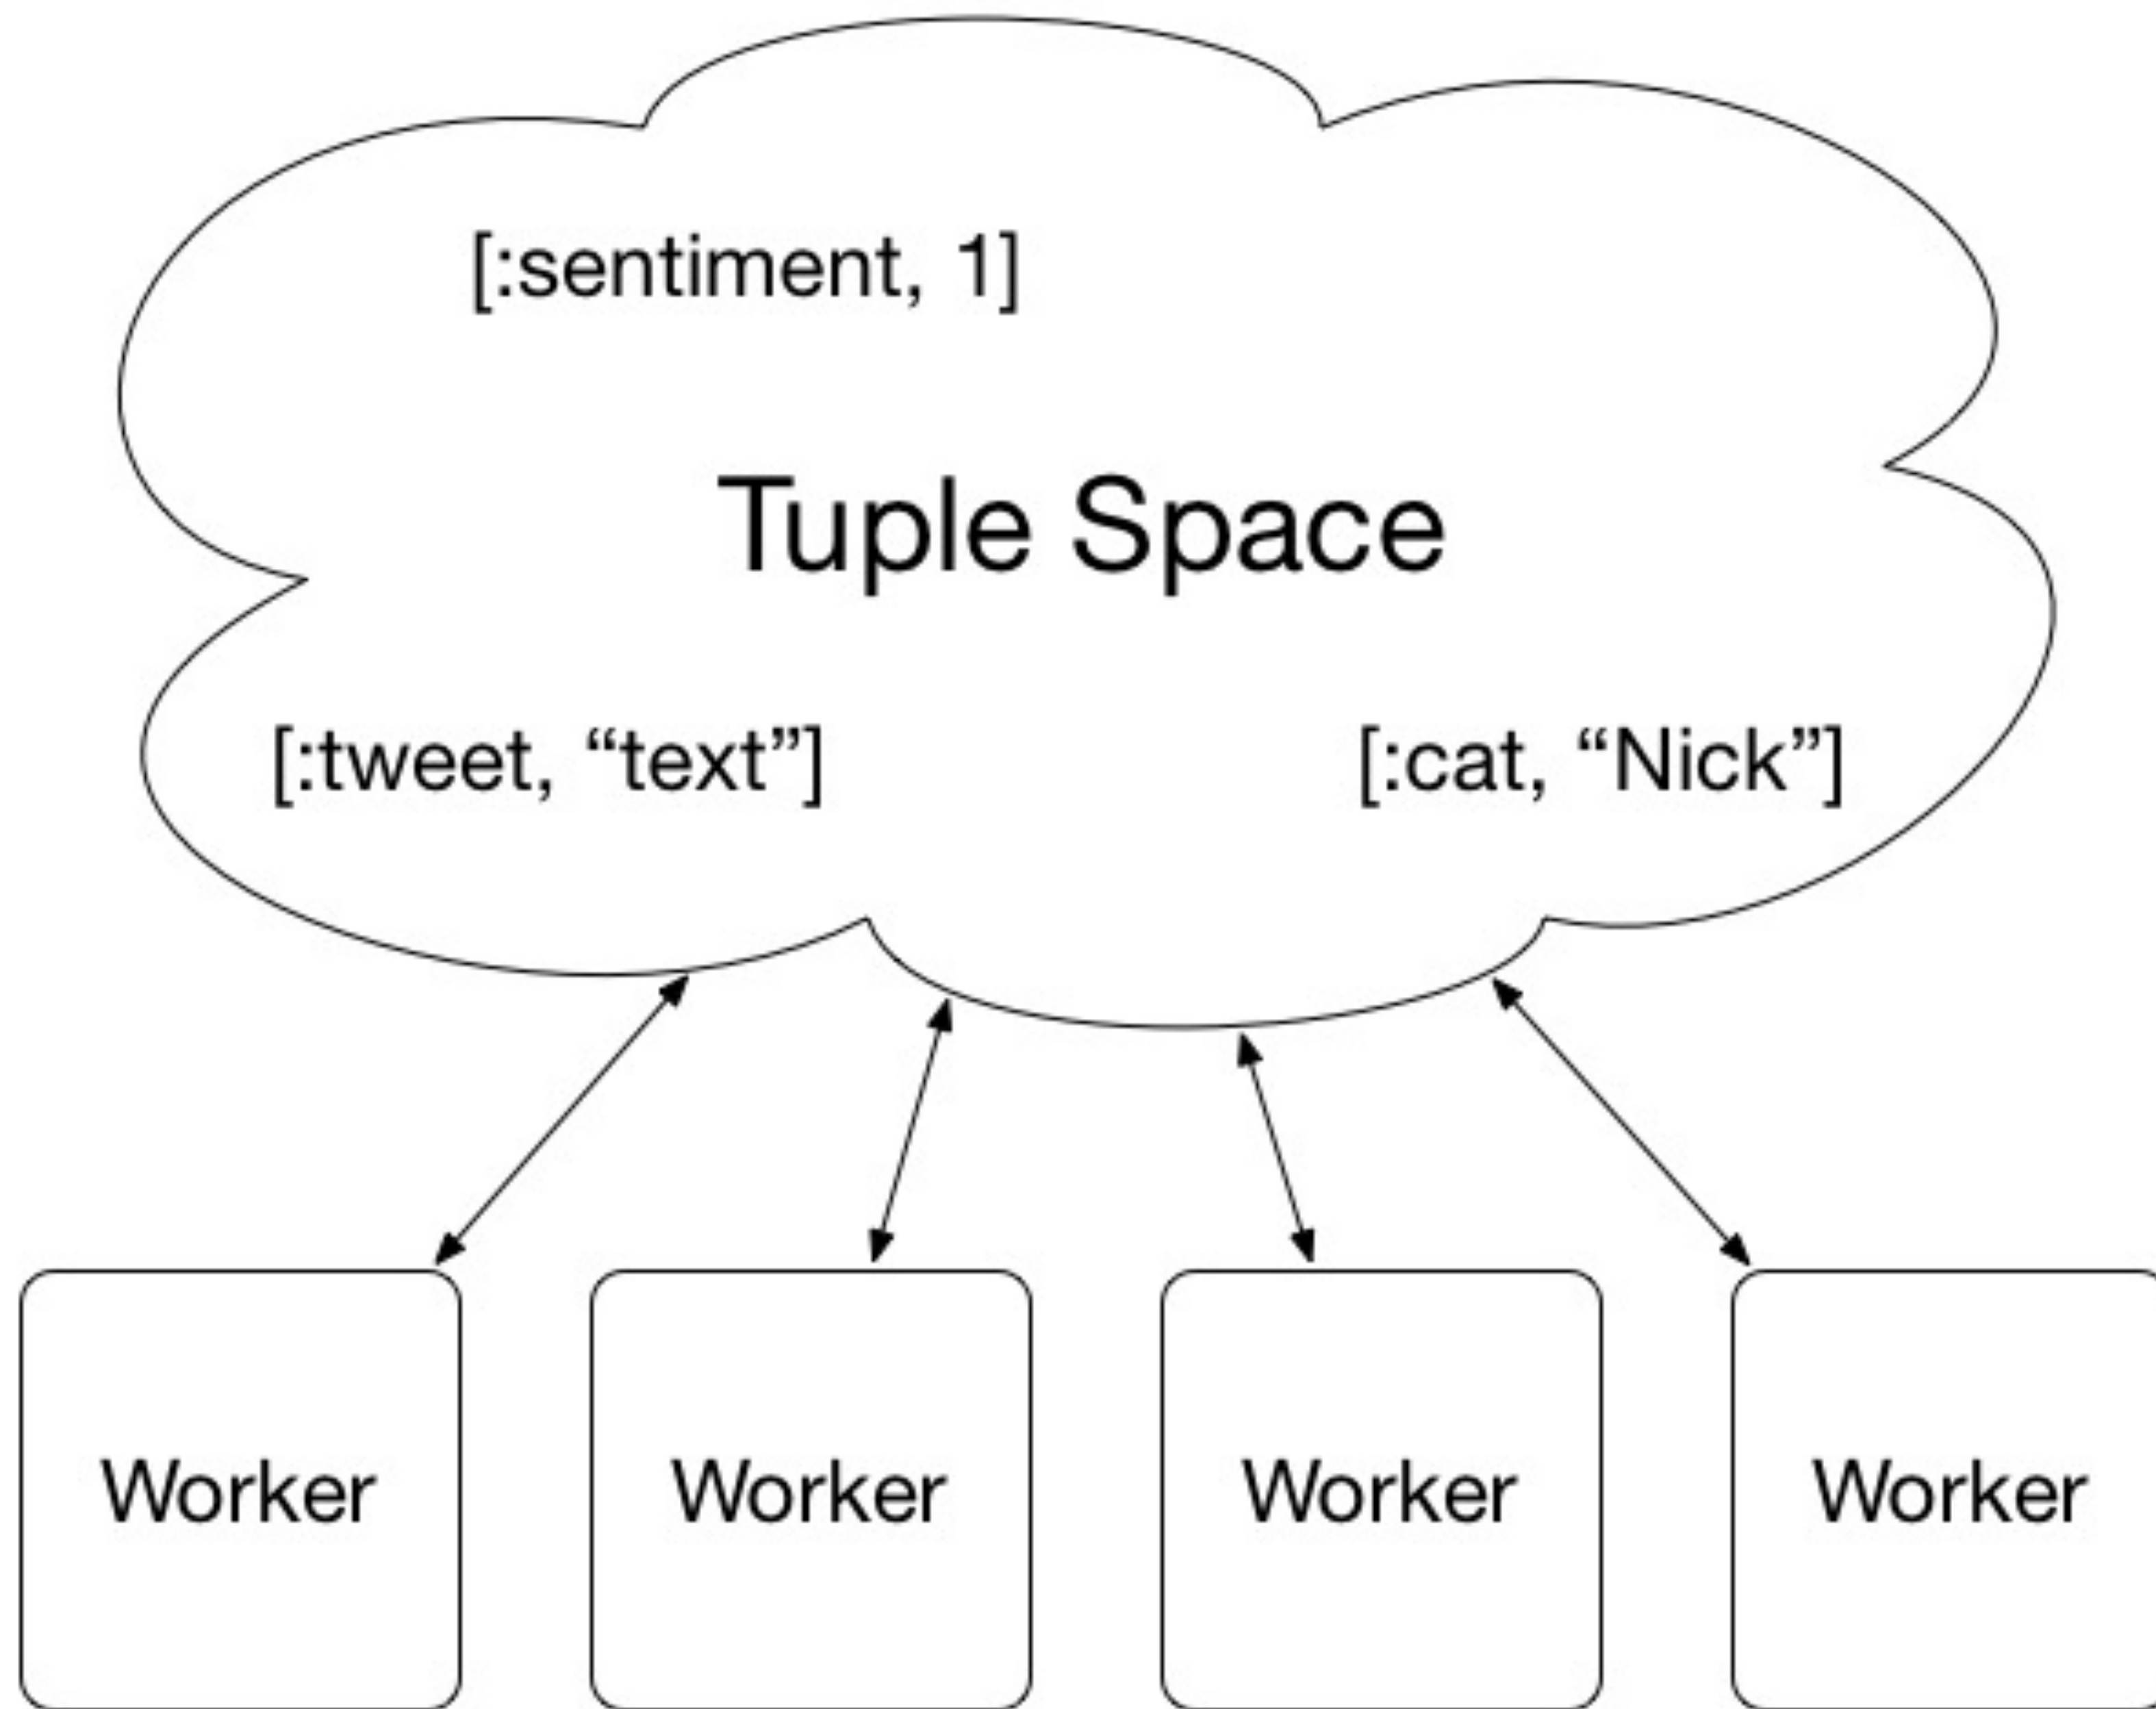 [:sentiment, 1]
Tuple Space
[:tweet, “text”]
[:cat, “Nick”]
Worker
Worker
Worker
Worker